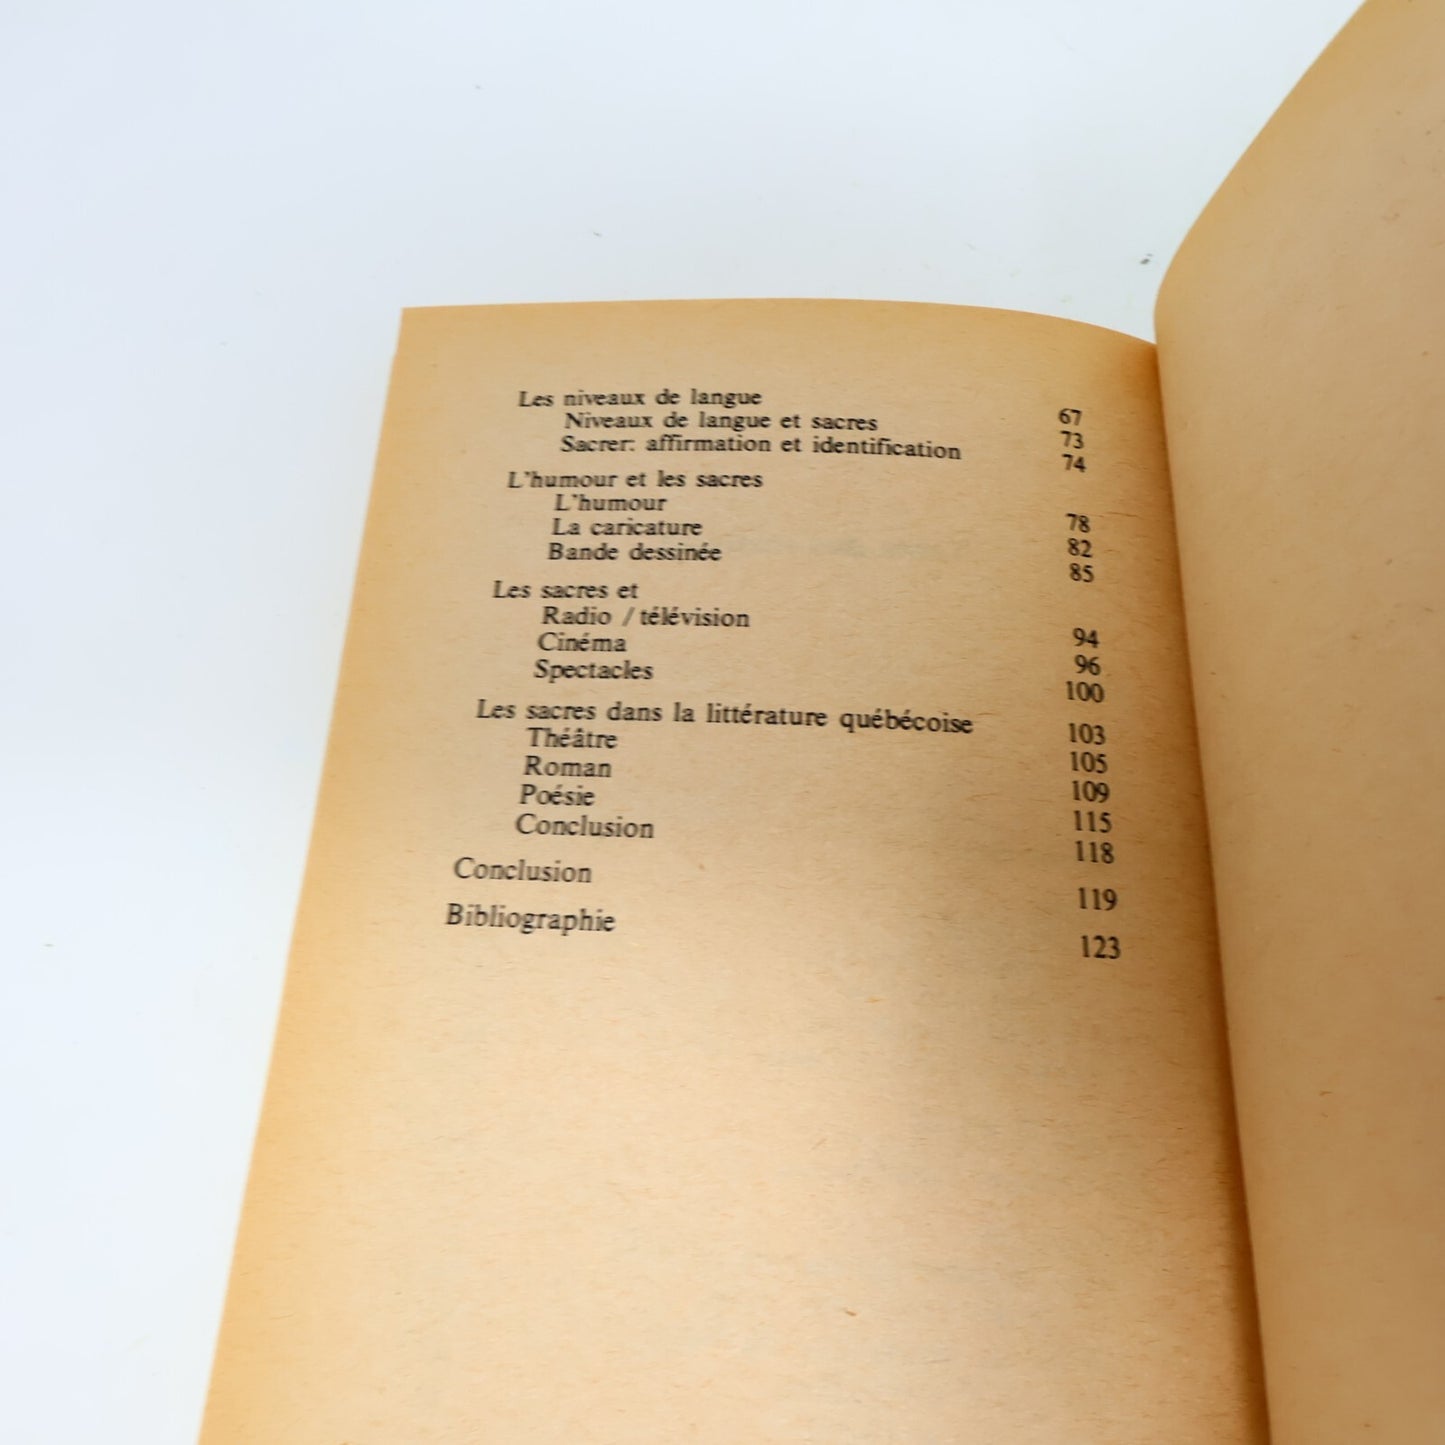 Les niveaux de langue 67
Niveaux de langue et sacres 73
Sacrer: affirmation et identification 74
L'humour et les sacres
L'humour 78
La caricature 82
Bande dessinée 85
Les sacres et
Radio / télévision 94
Cinéma 96
Spectacles 100
Les sacres dans la littérature québécoise 103
Théâtre 105
Roman 109
Poésie 115
Conclusion 118
Conclusion 119
Bibliographie 123